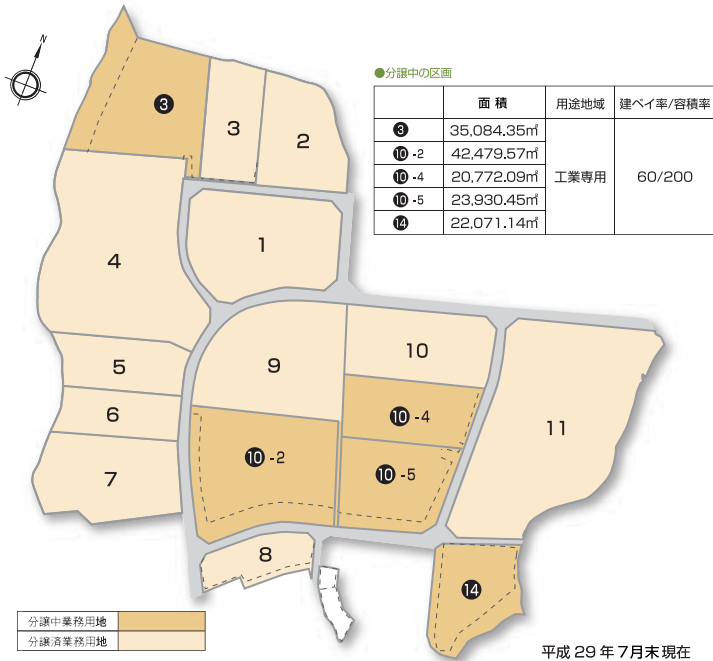 N
●分譲中の区画
面積 用途地域 建ペイ率/容積率
❸ 35,084.35㎡
❿-2 42,479.57㎡
❿-4 20,772.09㎡ 工業専用 60/200
❿-5 23,930.45㎡
⓮ 22,071.14㎡
❸
3
2
1
4
5
6
7
9
10
❿-4
❿-2
❿-5
11
8
⓮
分譲中業務用地
分譲済業務用地
平成29年7月末現在